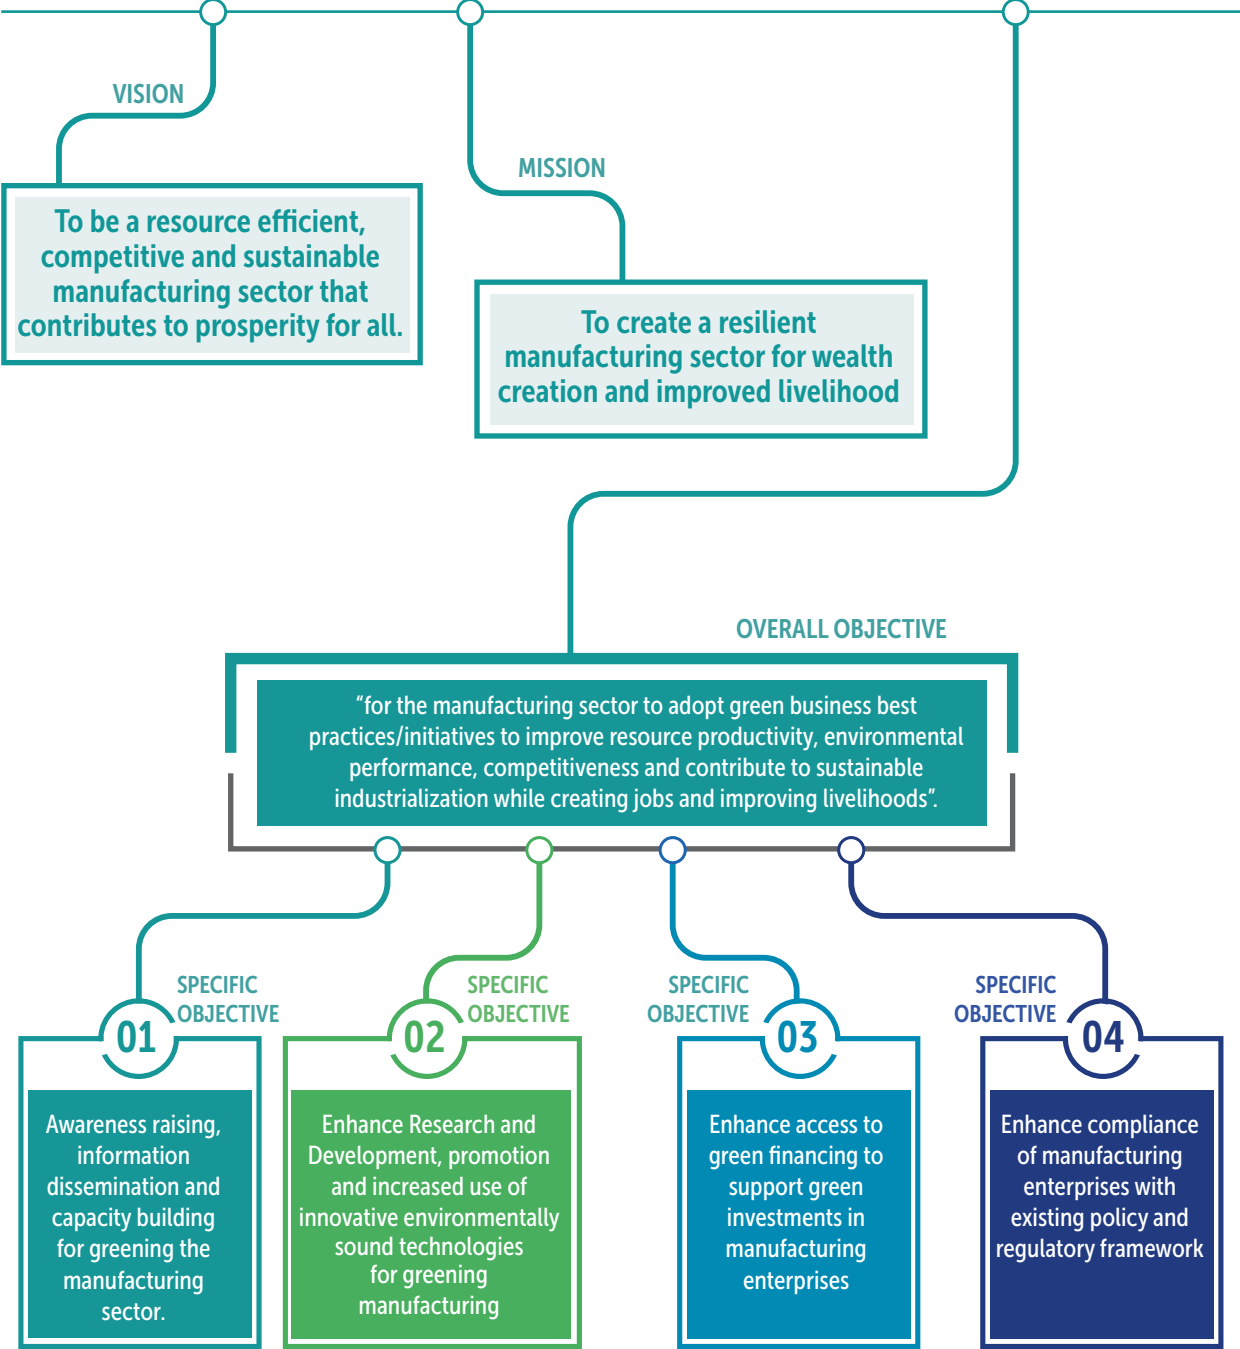 VISION
To be a resource efficient,
competitive and sustainable
manufacturing sector that
contributes to prosperity for all.
MISSION
To create a resilient
manufacturing sector for wealth
creation and improved livelihood
OVERALL OBJECTIVE
“for the manufacturing sector to adopt green business best
practices/initiatives to improve resource productivity, environmental
performance, competitiveness and contribute to sustainable
industrialization while creating jobs and improving livelihoods”.
SPECIFIC
OBJECTIVE
01
Awareness raising,
information
dissemination and
capacity building
for greening the
manufacturing
sector.
SPECIFIC
OBJECTIVE
02
Enhance Research and
Development, promotion
and increased use of
innovative environmentally
sound technologies
for greening
manufacturing
SPECIFIC
OBJECTIVE
03
Enhance access to
green financing to
support green
investments in
manufacturing
enterprises
SPECIFIC
OBJECTIVE
04
Enhance compliance
of manufacturing
enterprises with
existing policy and
regulatory framework